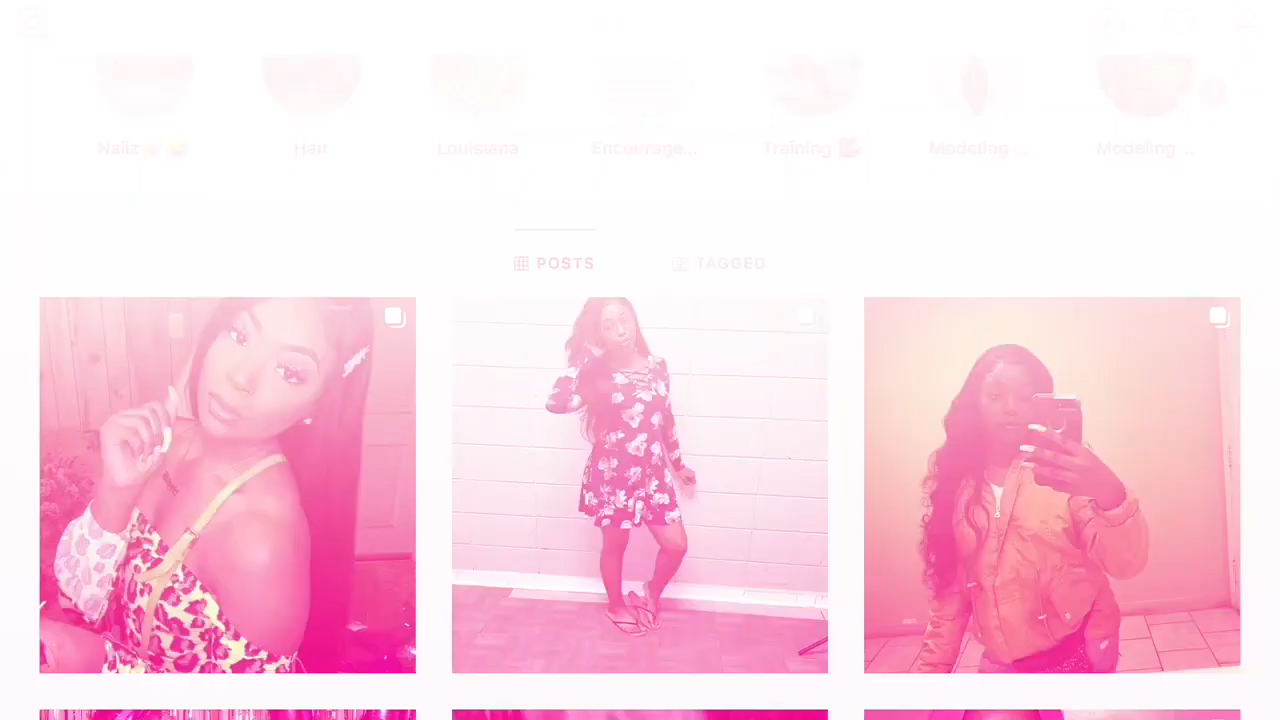 Nails
Hair
Louisiana
Encourage...
Training
Modeling ...
Modeling ...
POSTS
TAGGED